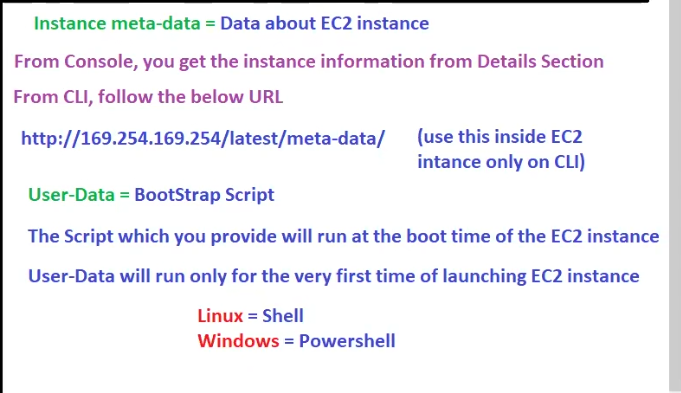 Instance meta-data = Data about EC2 instance
From Console, you get the instance information from Details Section
From CLI, follow the below URL
http://169.254.169.254/latest/meta-data/ (use this inside EC2
intance only on CLI)
User-Data = BootStrap Script
The Script which you provide will run at the boot time of the EC2 instance
User-Data will run only for the very first time of launching EC2 instance
Linux = Shell
Windows = Powershell